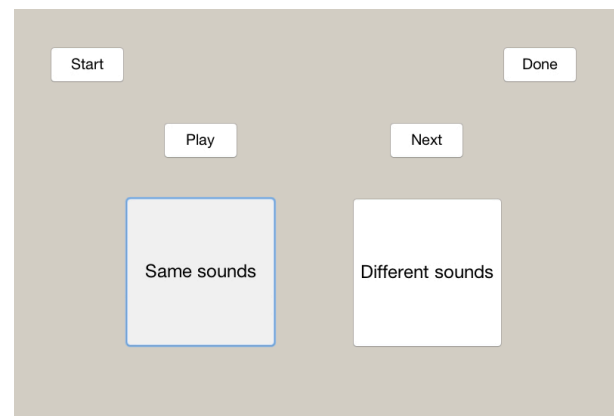 Start
Done
Play
Next
Same sounds
Different sounds